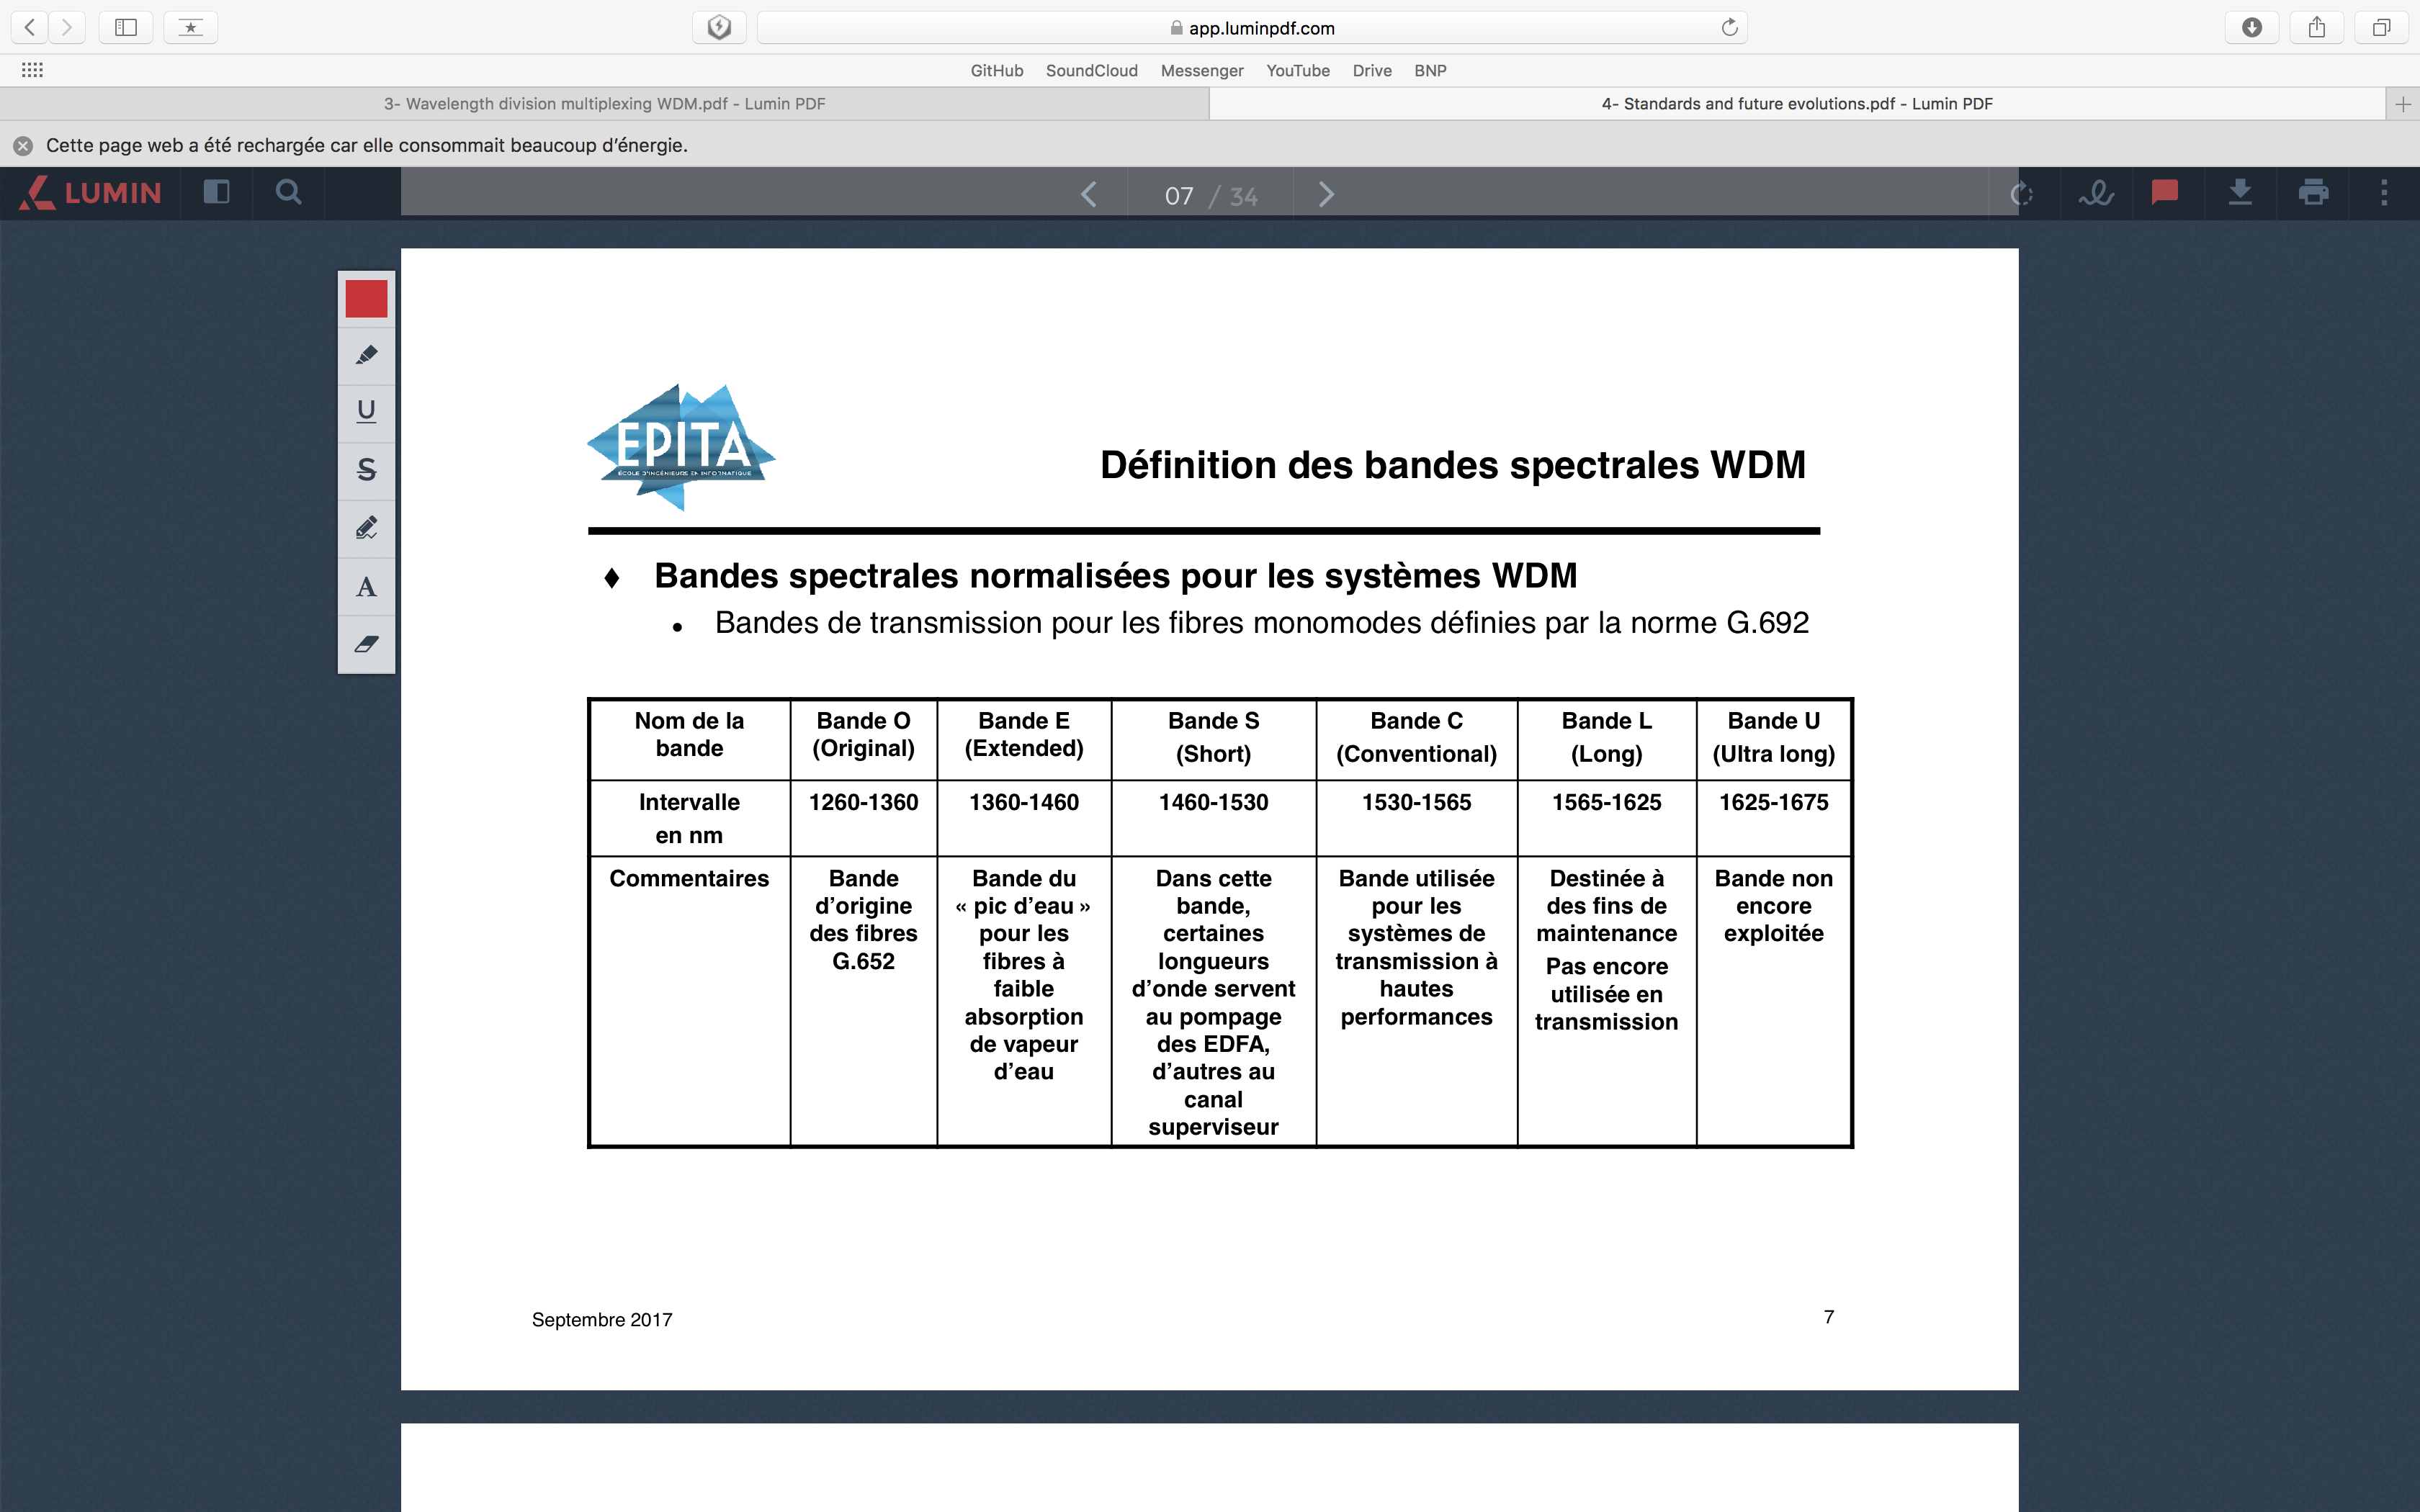 app.luminpdf.com
GitHub SoundCloud Messenger YouTube Drive BNP
3- Wavelength division multiplexing WDM.pdf - Lumin PDF
4- Standards and future evolutions.pdf - Lumin PDF
Cette page web a été rechargée car elle consommait beaucoup d'énergie.
LUMIN
07 / 34
U
S
A
EPITA
ÉCOLE D'INGÉNIEURS EN INFORMATIQUE
Définition des bandes spectrales WDM
♦ Bandes spectrales normalisées pour les systèmes WDM
• Bandes de transmission pour les fibres monomodes définies par la norme G.692
Nom de la
bande
Bande O
(Original)
Bande E
(Extended)
Bande S
(Short)
Bande C
(Conventional)
Bande L
(Long)
Bande U
(Ultra long)
Intervalle
en nm
1260-1360
1360-1460
1460-1530
1530-1565
1565-1625
1625-1675
Commentaires
Bande
d'origine
des fibres
G.652
Bande du
« pic d'eau »
pour les
fibres à
faible
absorption
de vapeur
d'eau
Dans cette
bande,
certaines
longueurs
d'onde servent
au pompage
des EDFA,
d'autres au
canal
superviseur
Bande utilisée
pour les
systèmes de
transmission à
hautes
performances
Destinée à
des fins de
maintenance
Pas encore
utilisée en
transmission
Bande non
encore
exploitée
Septembre 2017
7